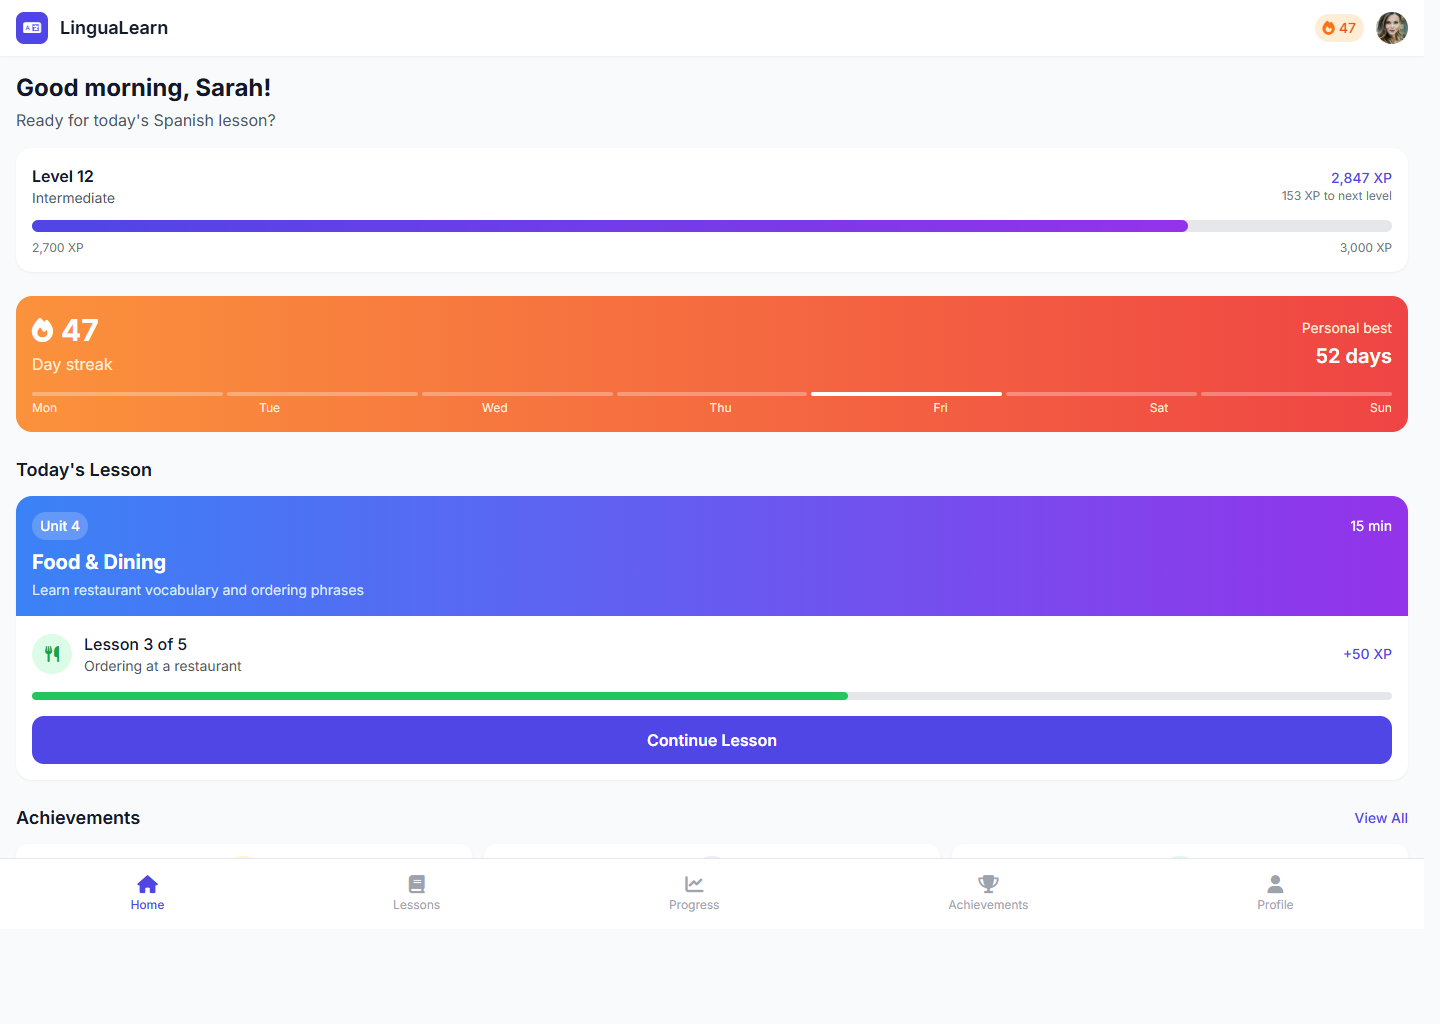 LinguaLearn
47
Good morning, Sarah!
Ready for today's Spanish lesson?
Level 12
2,847 XP
Intermediate
153 XP to next level
2,700 XP
3,000 XP
47
Personal best
Day streak
52 days
Mon Tue Wed Thu Fri Sat Sun
Today's Lesson
Unit 4
15 min
Food & Dining
Learn restaurant vocabulary and ordering phrases
Lesson 3 of 5
Ordering at a restaurant
+50 XP
Continue Lesson
Achievements
View All
Home Lessons Progress Achievements Profile